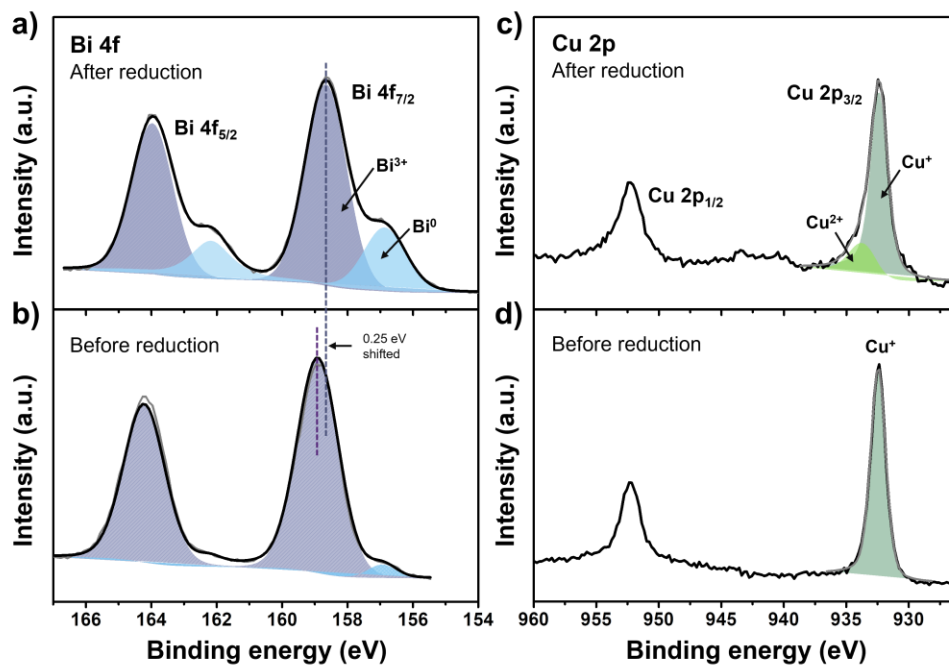 a)
Bi 4f
After reduction
Bi 4f5/2
Bi 4f7/2
Bi3+
Bi0
Intensity (a.u.)
b)
Before reduction
0.25 eV
shifted
Intensity (a.u.)
166 164 162 160 158 156 154
Binding energy (eV)
c)
Cu 2p
After reduction
Cu 2p3/2
Cu+
Cu2+
Cu 2p1/2
Intensity (a.u.)
d)
Before reduction
Cu+
Intensity (a.u.)
960 955 950 945 940 935 930
Binding energy (eV)